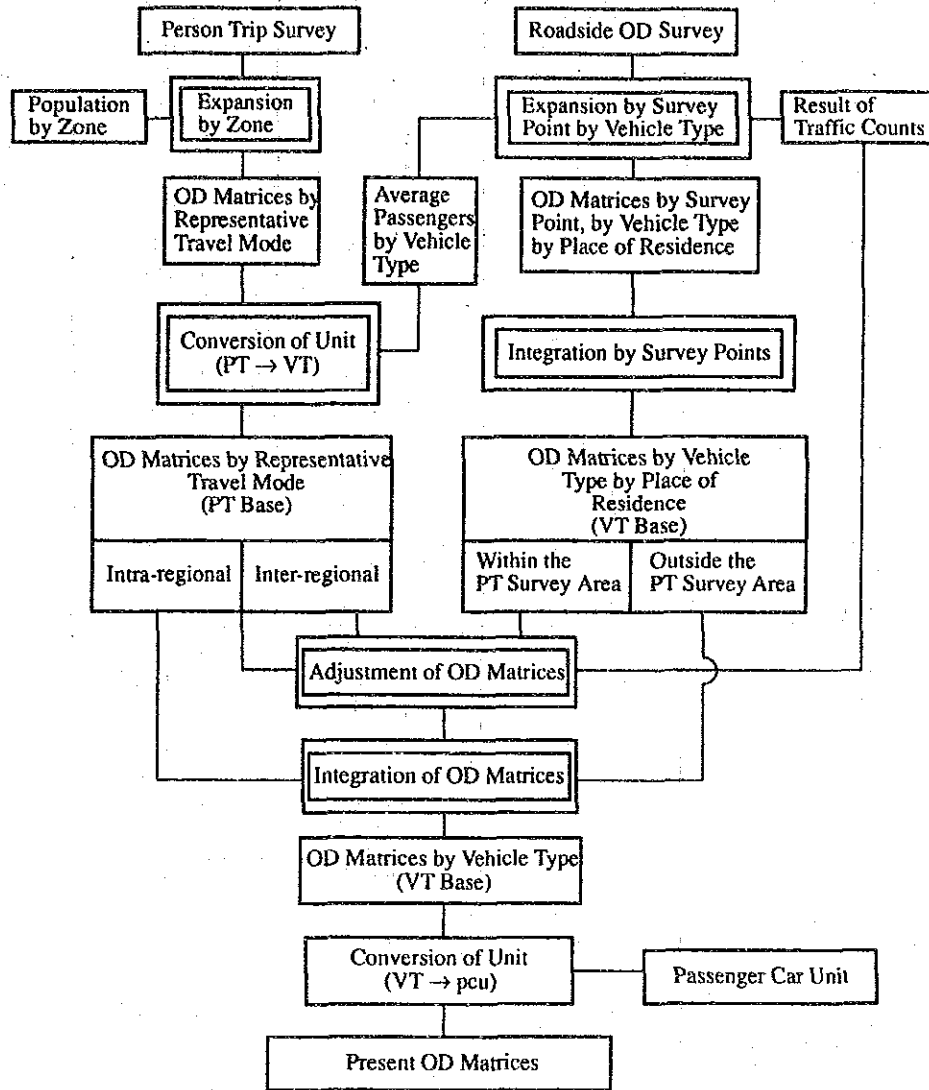 Person Trip Survey
Roadside OD Survey
Population
by Zone
Expansion
by Zone
Expansion by Survey
Point by Vehicle Type
Result of
Traffic Counts
OD Matrices by
Representative
Travel Mode
Average
Passengers
by Vehicle
Type
OD Matrices by Survey
Point, by Vehicle Type
by Place of Residence
Conversion of Unit
(PT → VT)
Integration by Survey Points
OD Matrices by Representative
Travel Mode
(PT Base)
OD Matrices by Vehicle
Type by Place of
Residence
(VT Base)
Intra-regional
Inter-regional
Within the
PT Survey Area
Outside the
PT Survey Area
Adjustment of OD Matrices
Integration of OD Matrices
OD Matrices by Vehicle Type
(VT Base)
Conversion of Unit
(VT → pcu)
Passenger Car Unit
Present OD Matrices